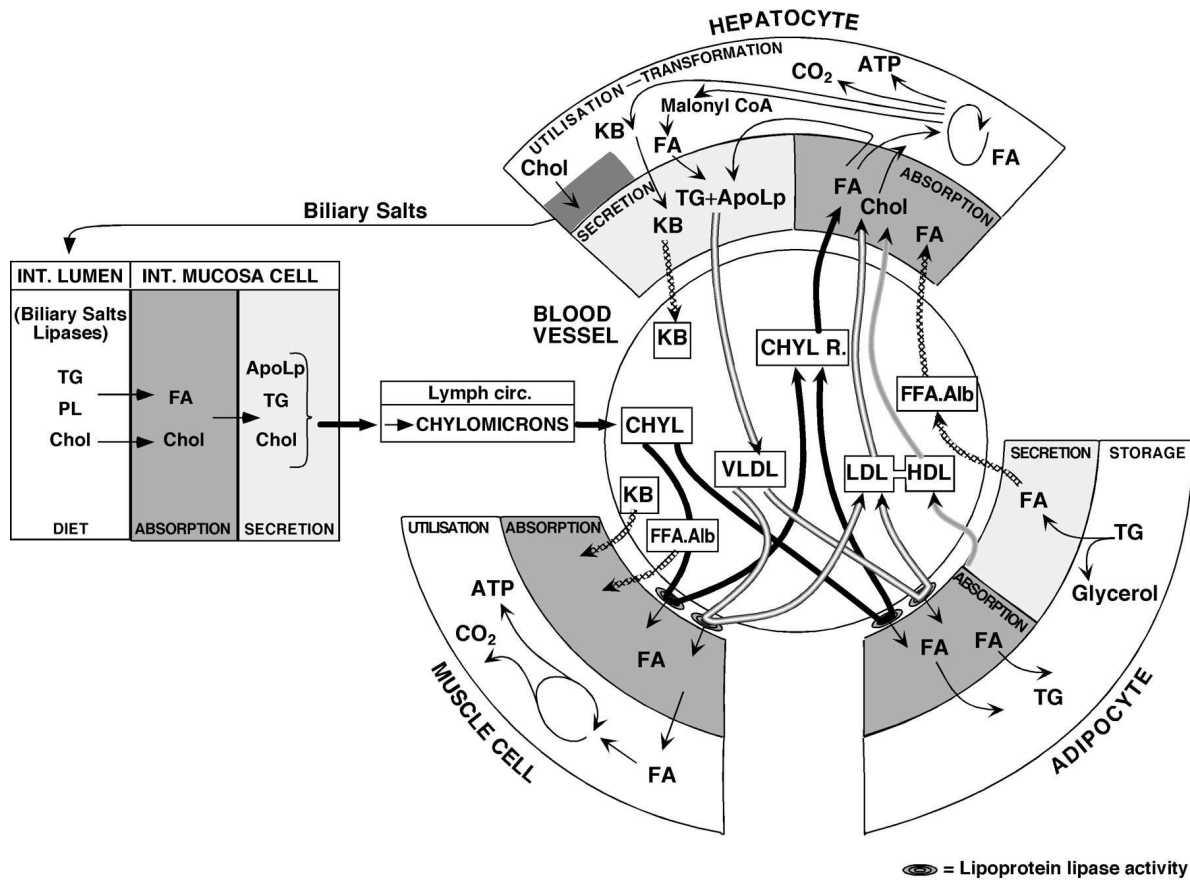 HEPATOCYTE
UTILISATION — TRANSFORMATION
CO2
ATP
Malonyl CoA
KB
FA
FA
Chol
SECRETION
TG+ApoLp
KB
ABSORPTION
FA
Chol
FA
Biliary Salts
INT. LUMEN
INT. MUCOSA CELL
(Biliary Salts
Lipases)
TG
PL
Chol
FA
Chol
ApoLp
TG
Chol
DIET
ABSORPTION
SECRETION
Lymph circ.
CHYLOMICRONS
BLOOD
VESSEL
KB
CHYL R.
FFA.Alb
CHYL
VLDL
LDL
HDL
KB
FFA.Alb
UTILISATION
ABSORPTION
ATP
CO2
FA
FA
MUSCLE CELL
SECRETION
STORAGE
FA
TG
Glycerol
ABSORPTION
FA
FA
TG
ADIPOCYTE
= Lipoprotein lipase activity